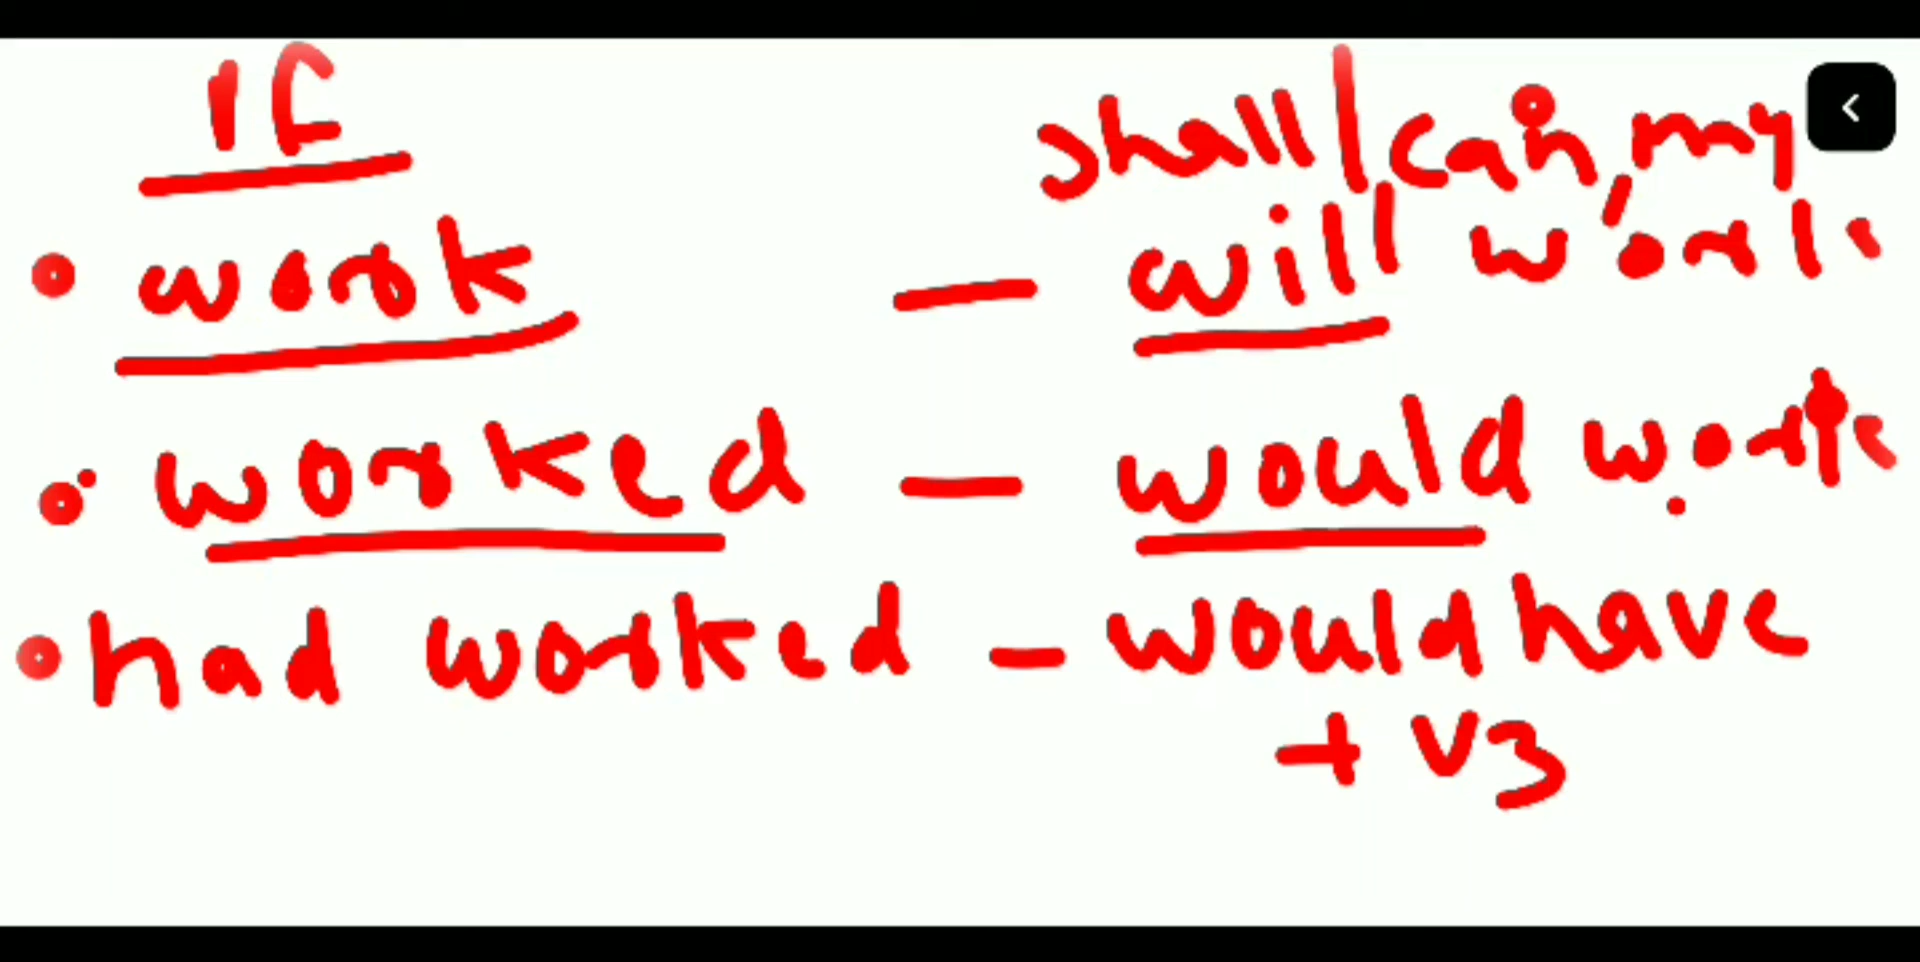 If
shall/can, may
work — will work
worked — would work
had worked — would have
+ V3